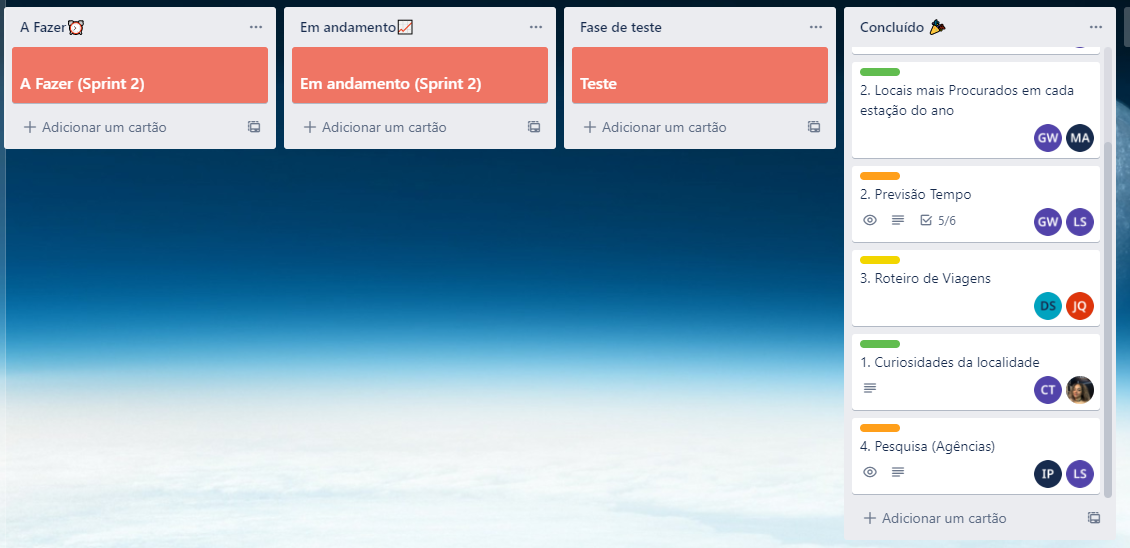 A Fazer⏰
A Fazer (Sprint 2)
Adicionar um cartão
Em andamento📈
Em andamento (Sprint 2)
Adicionar um cartão
Fase de teste
Teste
Adicionar um cartão
Concluído 🎉
2. Locais mais Procurados em cada
estação do ano
GW MA
2. Previsão Tempo
5/6 GW LS
3. Roteiro de Viagens
DS JQ
1. Curiosidades da localidade
CT
4. Pesquisa (Agências)
IP LS
Adicionar um cartão